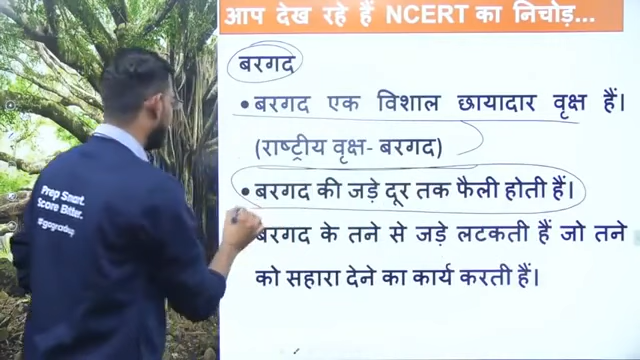 आप देख रहे हैं NCERT का निचोड़...
बरगद
•बरगद एक विशाल छायादार वृक्ष हैं।
(राष्ट्रीय वृक्ष- बरगद)
•बरगद की जड़े दूर तक फैली होती हैं।
बरगद के तने से जड़े लटकती हैं जो तने
को सहारा देने का कार्य करती हैं।
Prep Smart.
Score Better.
#gogradeup